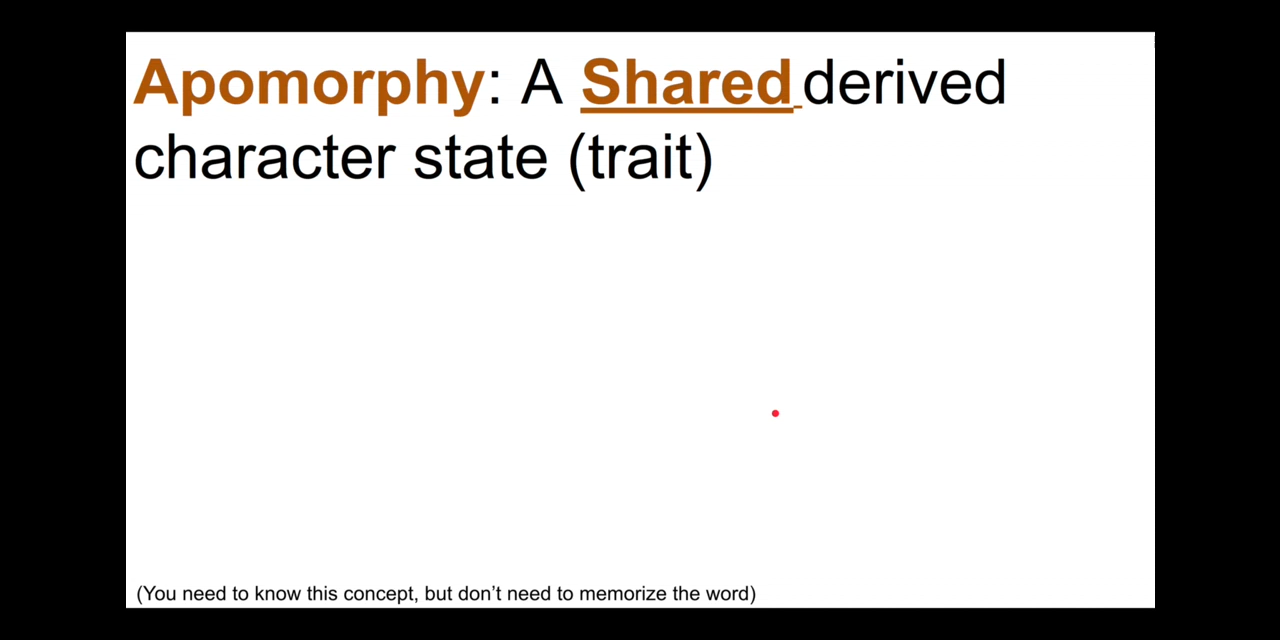 Apomorphy: A Shared derived
character state (trait)
(You need to know this concept, but don’t need to memorize the word)